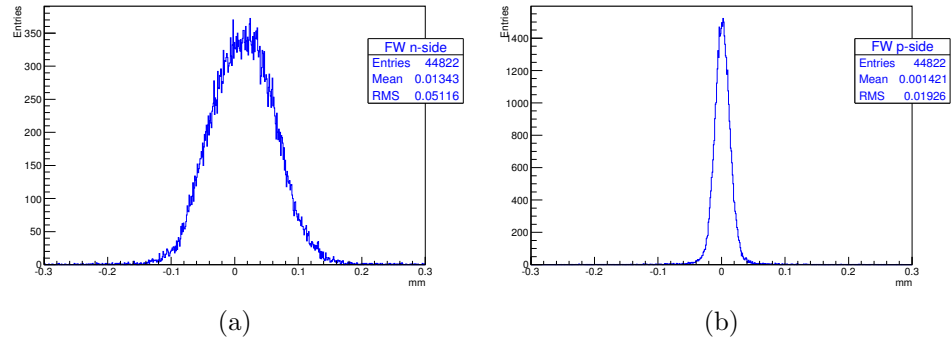 Entries
350
300
250
200
150
100
50
0
-0.3 -0.2 -0.1 0 0.1 0.2 0.3
mm
FW n-side
Entries 44822
Mean 0.01343
RMS 0.05116
(a)
Entries
1400
1200
1000
800
600
400
200
0
-0.3 -0.2 -0.1 0 0.1 0.2 0.3
mm
FW p-side
Entries 44822
Mean 0.001421
RMS 0.01926
(b)